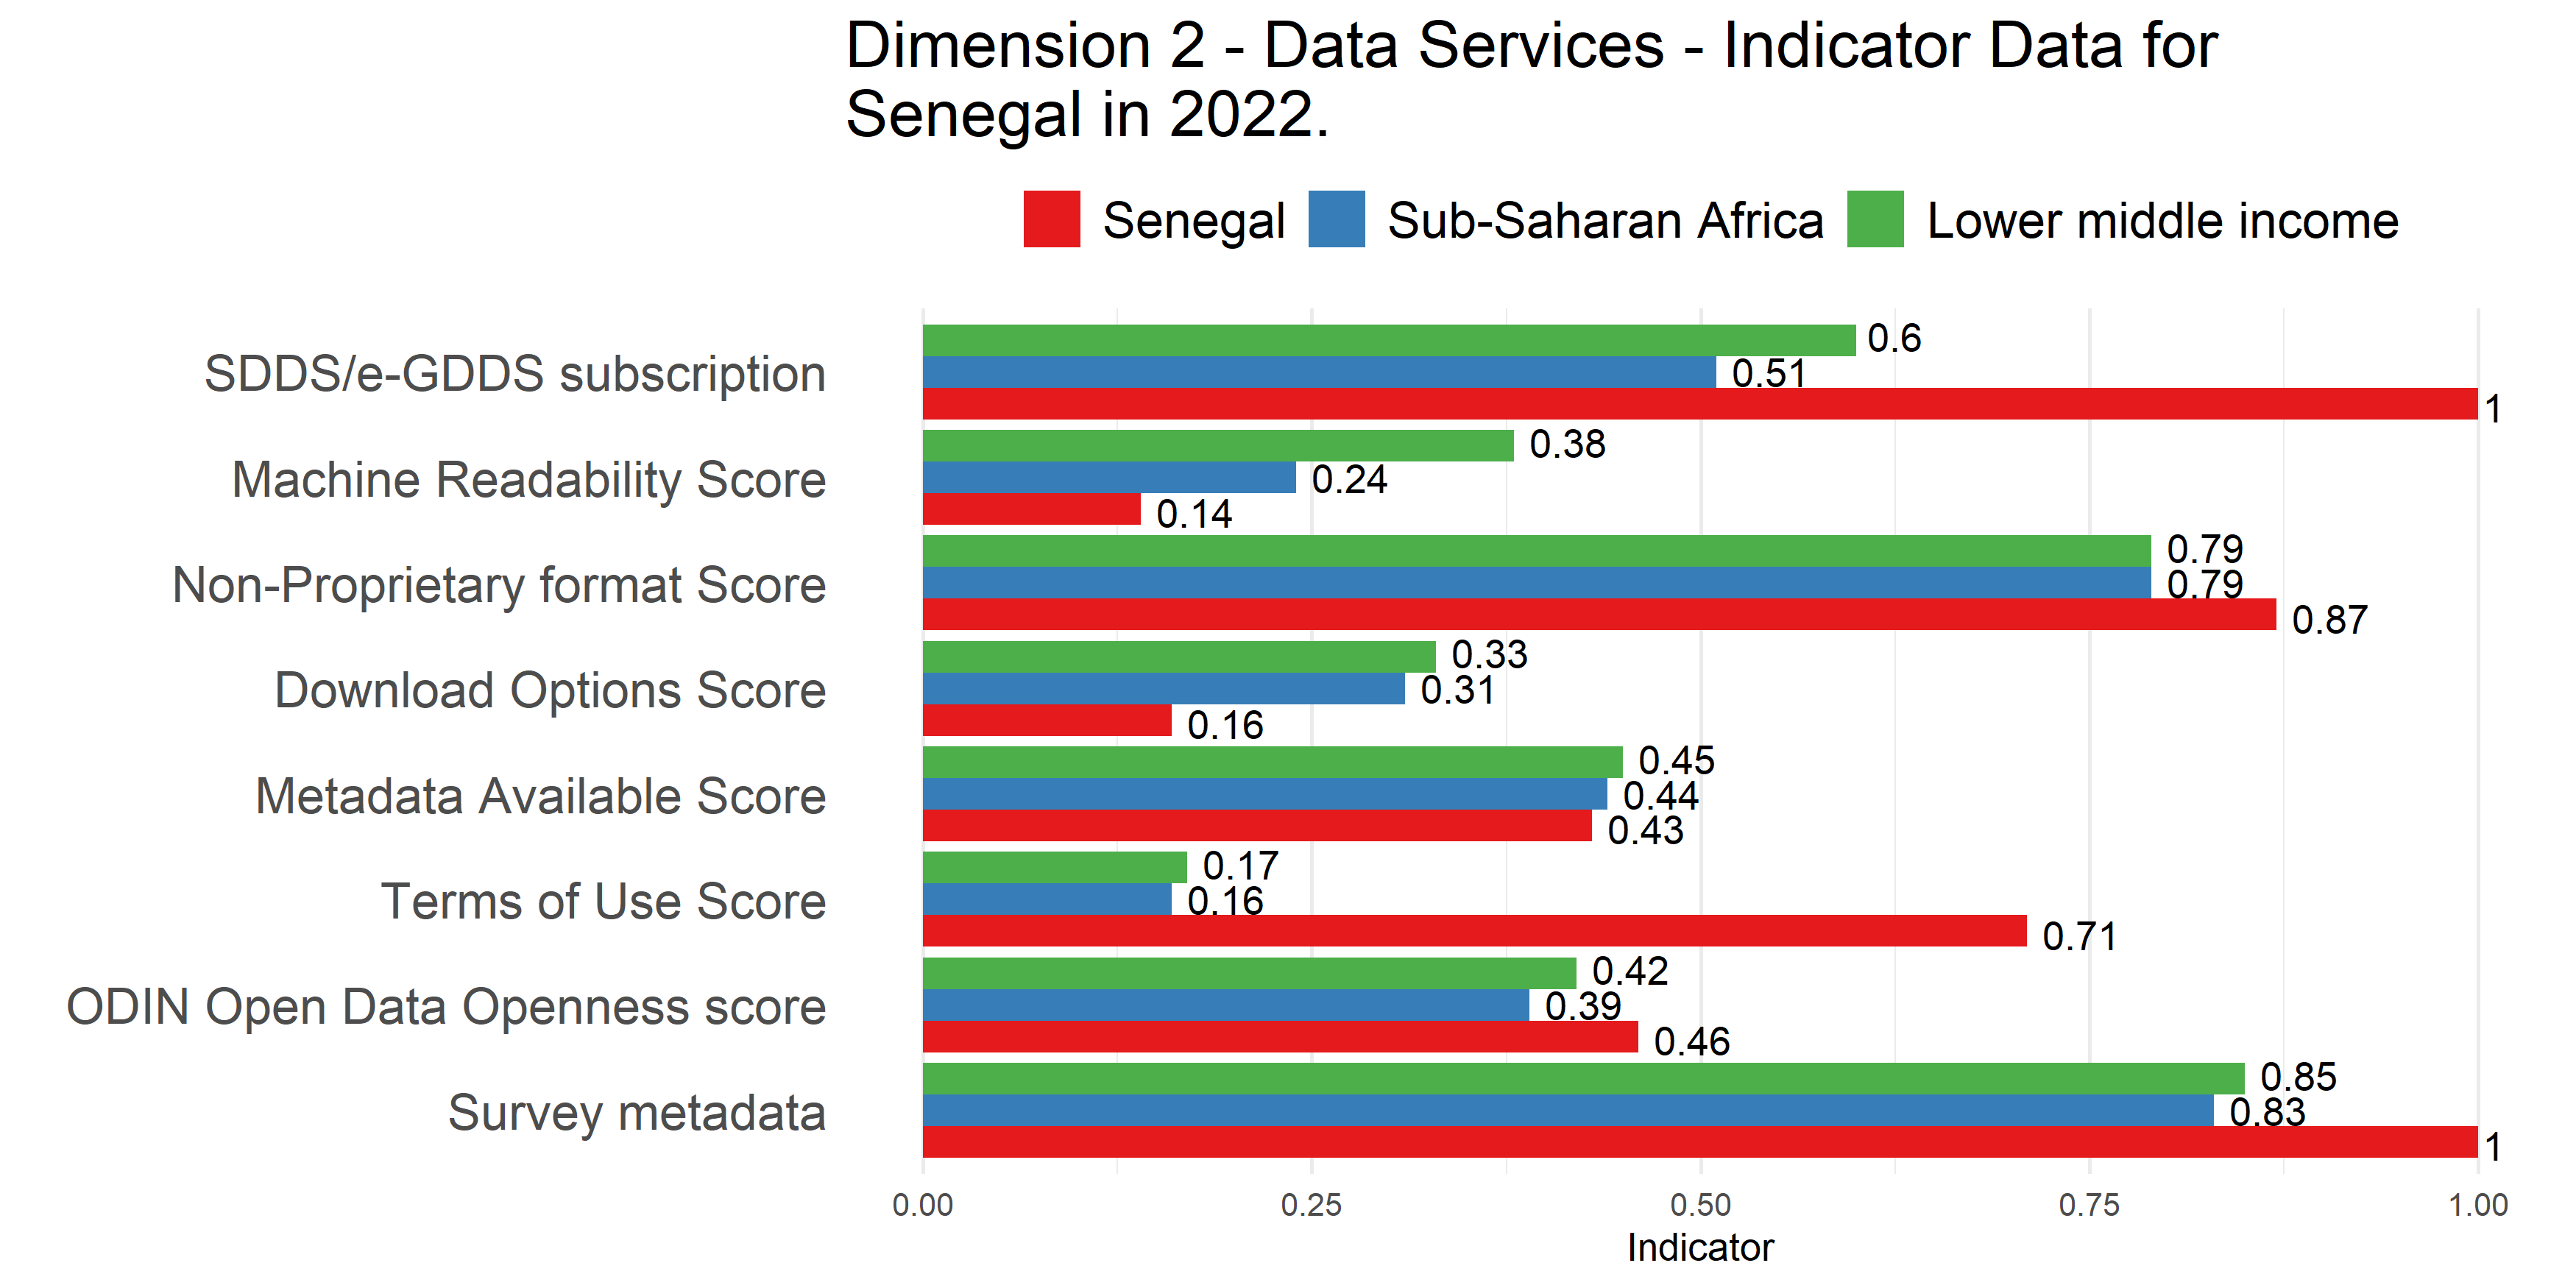 Dimension 2 - Data Services - Indicator Data for
Senegal in 2022.
Senegal Sub-Saharan Africa Lower middle income
SDDS/e-GDDS subscription
0.6
0.51
1
Machine Readability Score
0.38
0.24
0.14
Non-Proprietary format Score
0.79
0.79
0.87
Download Options Score
0.33
0.31
0.16
Metadata Available Score
0.45
0.44
0.43
Terms of Use Score
0.17
0.16
0.71
ODIN Open Data Openness score
0.42
0.39
0.46
Survey metadata
0.85
0.83
1
0.00 0.25 0.50 0.75 1.00
Indicator